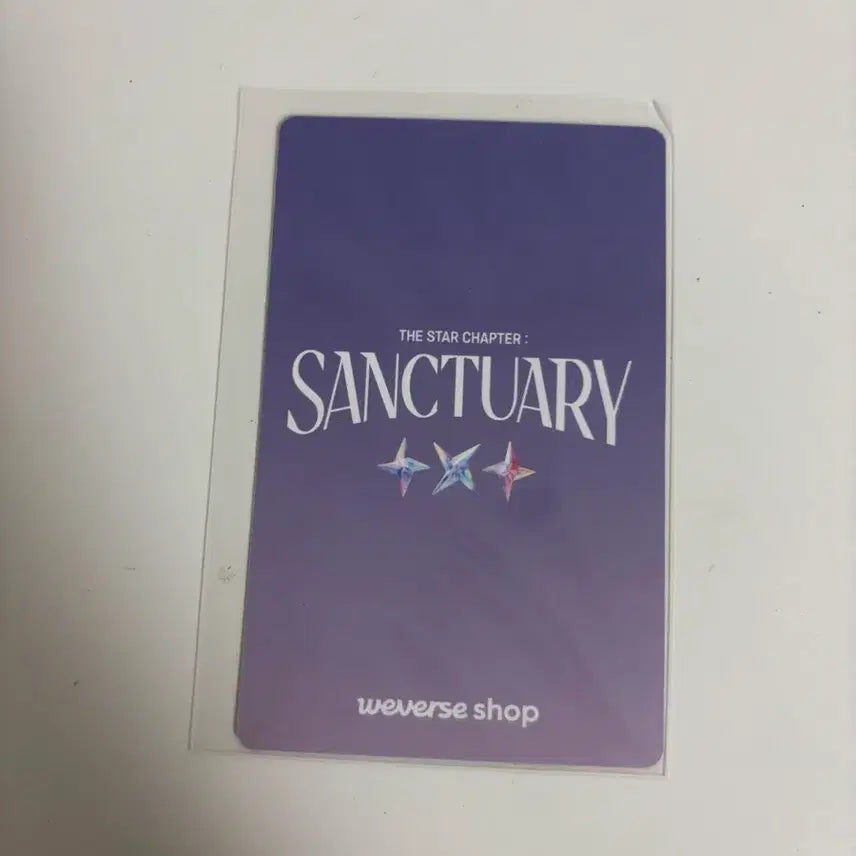 THE STAR CHAPTER :
SANCTUARY
weverse shop